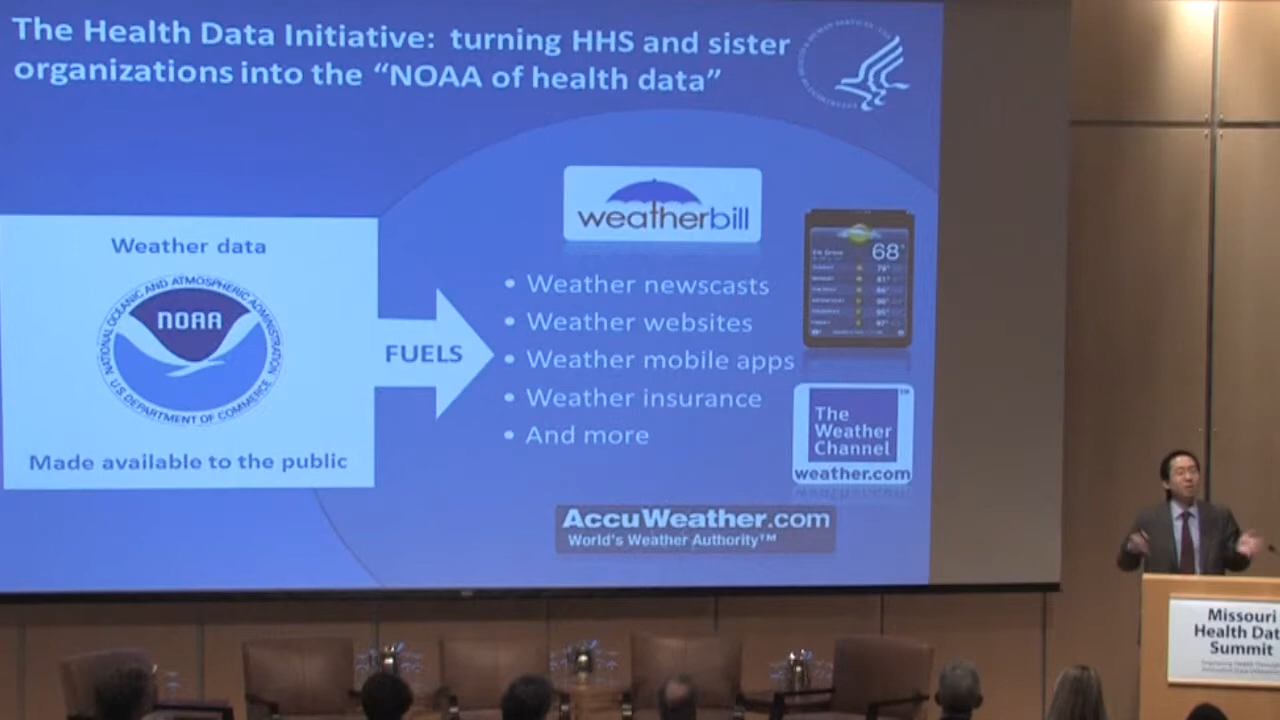 The Health Data Initiative: turning HHS and sister
organizations into the “NOAA of health data”
Weather data
NATIONAL OCEANIC AND ATMOSPHERIC ADMINISTRATION
NOAA
U.S. DEPARTMENT OF COMMERCE
Made available to the public
FUELS
weatherbill
• Weather newscasts
• Weather websites
• Weather mobile apps
• Weather insurance
• And more
68°
The
Weather
Channel
weather.com
AccuWeather.com
World's Weather Authority™
Missouri
Health Dat
Summit